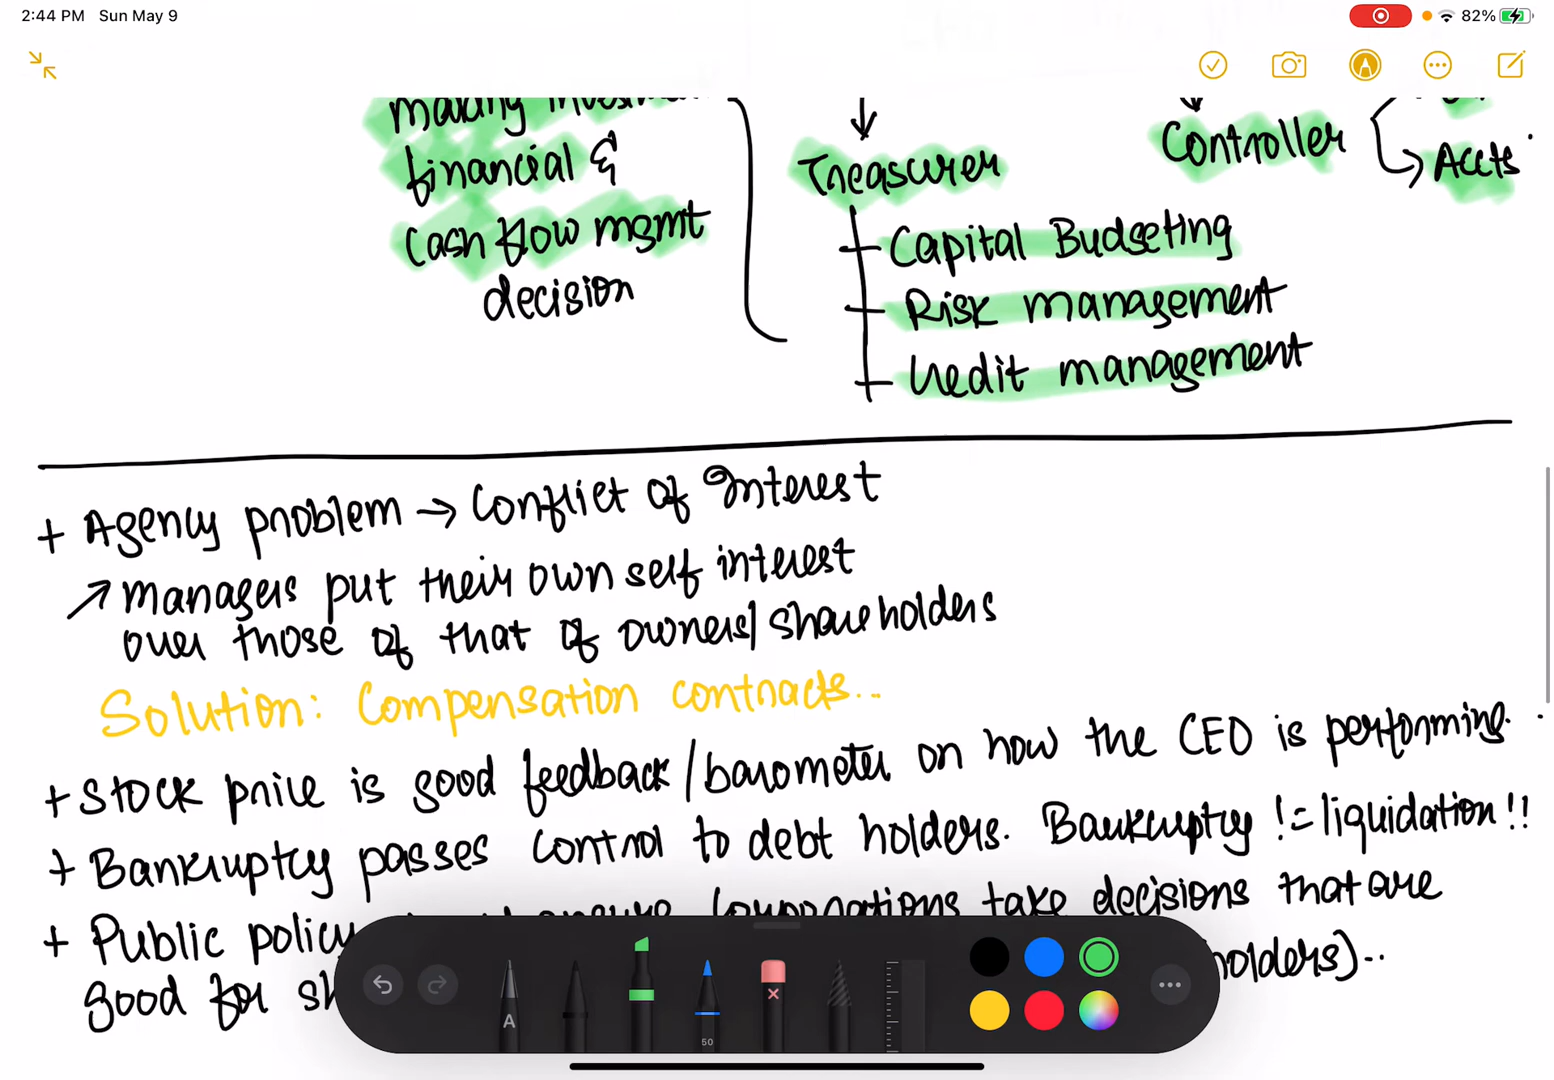 2:44 PM Sun May 9
82%
making
financial &
cash flow mgmt
decision
Treasurer
Controller
Accts
Capital Budgeting
Risk management
Credit management
+ Agency problem → Conflict of Interest
↗ managers put their own self interest
over those of that of owners/shareholders
Solution: Compensation contracts..
+ Stock price is good feedback/barometer on how the CEO is performing.
+ Bankruptcy passes control to debt holders. Bankruptcy != liquidation!!
+ Public policy corporations take decisions that are
good for holders)..
A
50